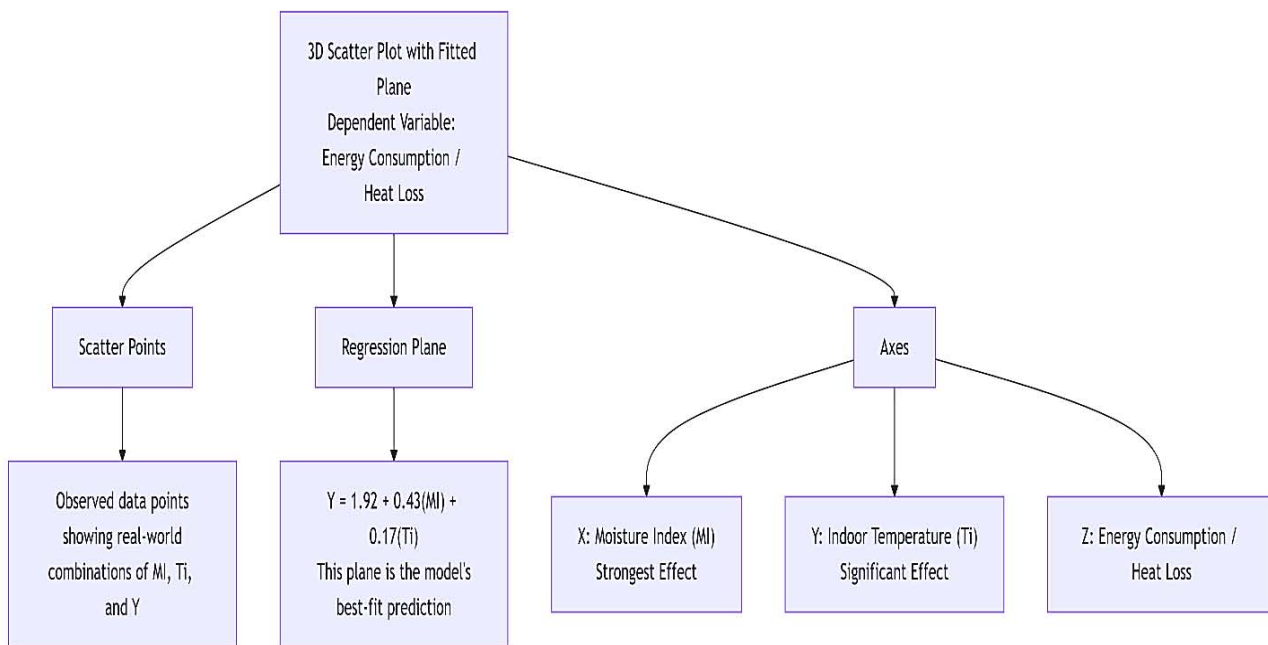 3D Scatter Plot with Fitted
Plane
Dependent Variable:
Energy Consumption /
Heat Loss
Scatter Points
Regression Plane
Axes
Observed data points
showing real-world
combinations of MI, Ti,
and Y
Y = 1.92 + 0.43(MI) +
0.17(Ti)
This plane is the model's
best-fit prediction
X: Moisture Index (MI)
Strongest Effect
Y: Indoor Temperature (Ti)
Significant Effect
Z: Energy Consumption /
Heat Loss